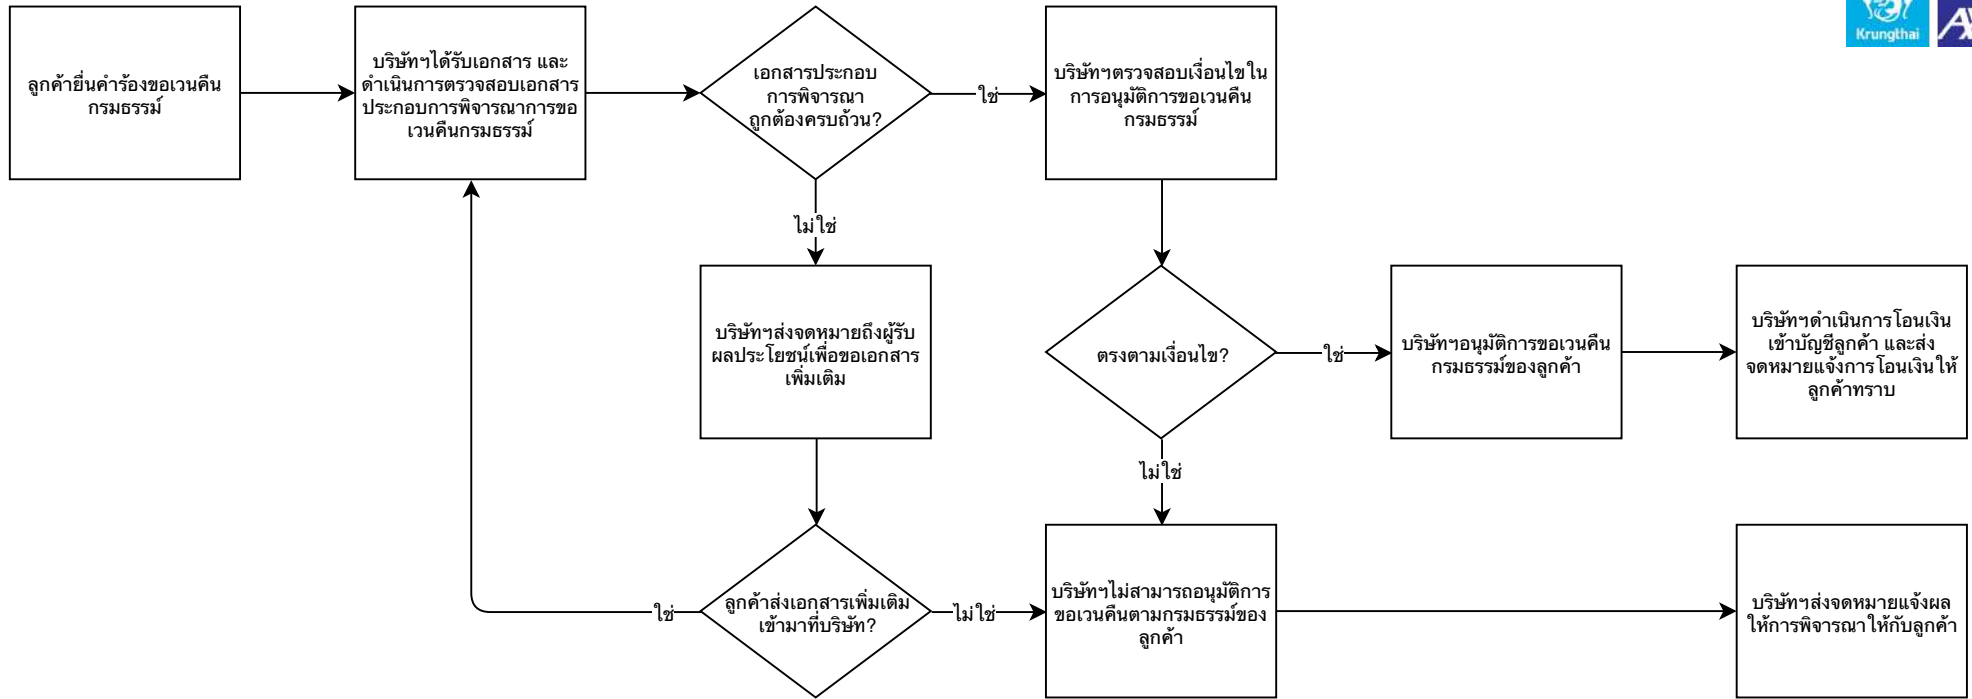 Krungthai
AX
ลูกค้ายื่นคำร้องขอเวนคืน
กรมธรรม์
บริษัทฯได้รับเอกสาร และ
ดำเนินการตรวจสอบเอกสาร
ประกอบการพิจารณาการขอ
เวนคืนกรมธรรม์
เอกสารประกอบ
การพิจารณา
ถูกต้องครบถ้วน?
ใช่
บริษัทฯตรวจสอบเงื่อนไขใน
การอนุมัติการขอเวนคืน
กรมธรรม์
ไม่ใช่
บริษัทฯส่งจดหมายถึงผู้รับ
ผลประโยชน์เพื่อขอเอกสาร
เพิ่มเติม
ตรงตามเงื่อนไข?
ใช่
บริษัทฯอนุมัติการขอเวนคืน
กรมธรรม์ของลูกค้า
บริษัทฯดำเนินการโอนเงิน
เข้าบัญชีลูกค้า และส่ง
จดหมายแจ้งการโอนเงินให้
ลูกค้าทราบ
ไม่ใช่
ใช่
ลูกค้าส่งเอกสารเพิ่มเติม
เข้ามาที่บริษัท?
ไม่ใช่
บริษัทฯไม่สามารถอนุมัติการ
ขอเวนคืนตามกรมธรรม์ของ
ลูกค้า
บริษัทฯส่งจดหมายแจ้งผล
ให้การพิจารณาให้กับลูกค้า